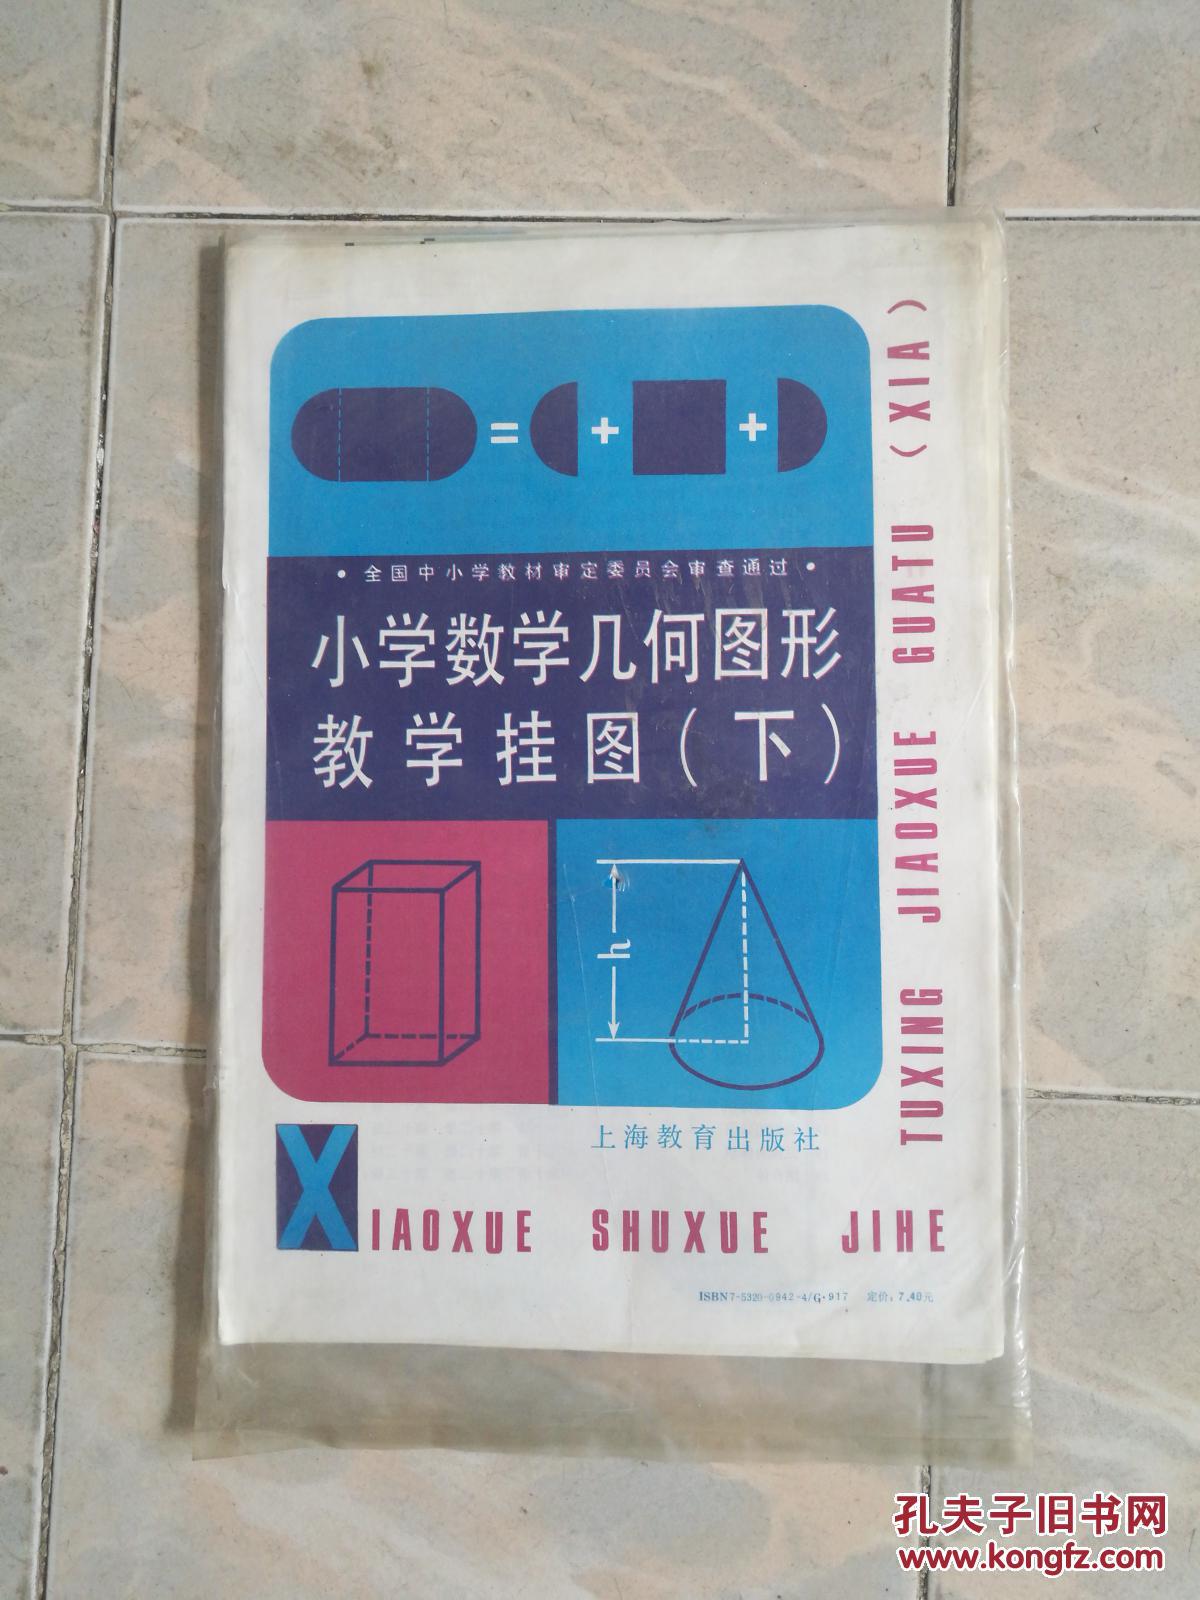 = + +
• 全国中小学教材审定委员会审查通过 •
小学数学几何图形
教学挂图(下)
h
上海教育出版社
XIAOXUE SHUXUE JIHE
TUXING JIAOXUE GUATU (XIA)
ISBN7-5320-0942-4/G·917 定价:7.40元
孔夫子旧书网
www.kongfz.com